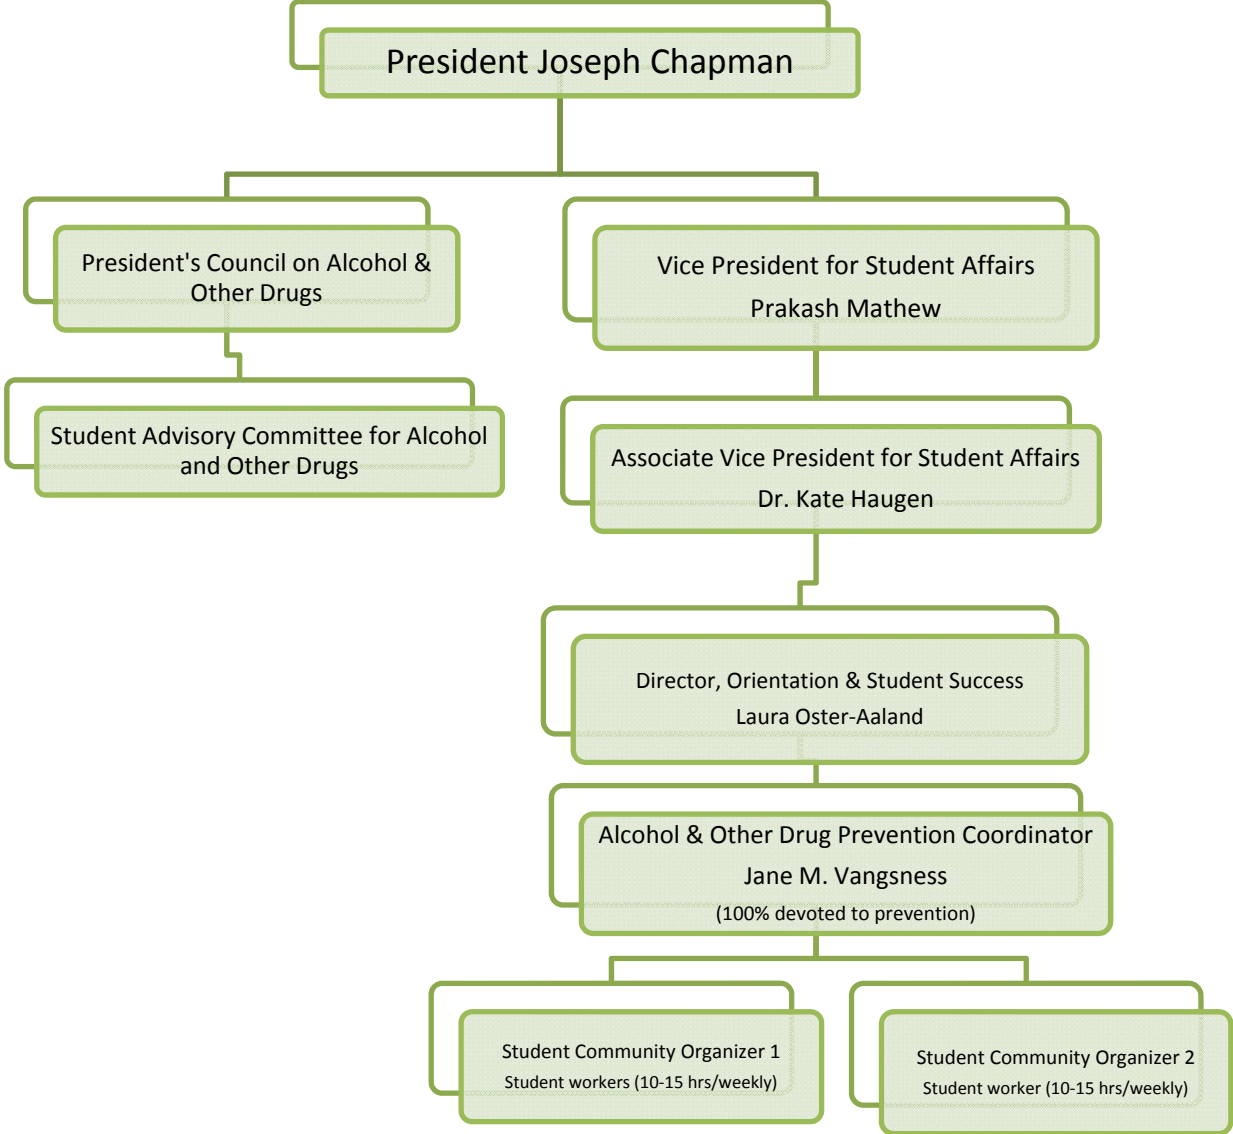 President Joseph Chapman
President's Council on Alcohol &
Other Drugs
Vice President for Student Affairs
Prakash Mathew
Student Advisory Committee for Alcohol
and Other Drugs
Associate Vice President for Student Affairs
Dr. Kate Haugen
Director, Orientation & Student Success
Laura Oster-Aaland
Alcohol & Other Drug Prevention Coordinator
Jane M. Vangsness
(100% devoted to prevention)
Student Community Organizer 1
Student workers (10-15 hrs/weekly)
Student Community Organizer 2
Student worker (10-15 hrs/weekly)